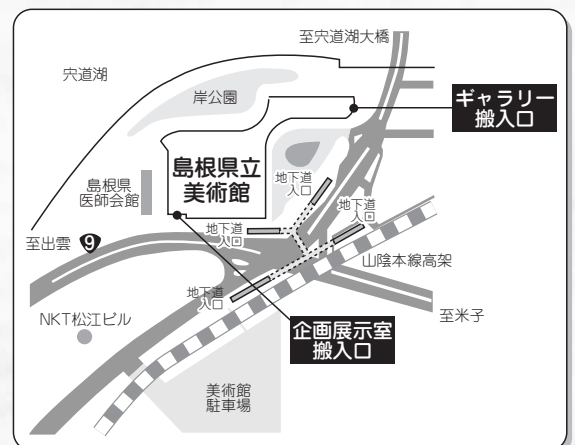 至宍道湖大橋
宍道湖
岸公園
ギャラリー
搬入口
島根県立
美術館
島根県
医師会館
地下道
入口
地下道
入口
地下道
入口
至出雲
9
山陰本線高架
地下道
入口
NKT松江ビル
至米子
企画展示室
搬入口
美術館
駐車場